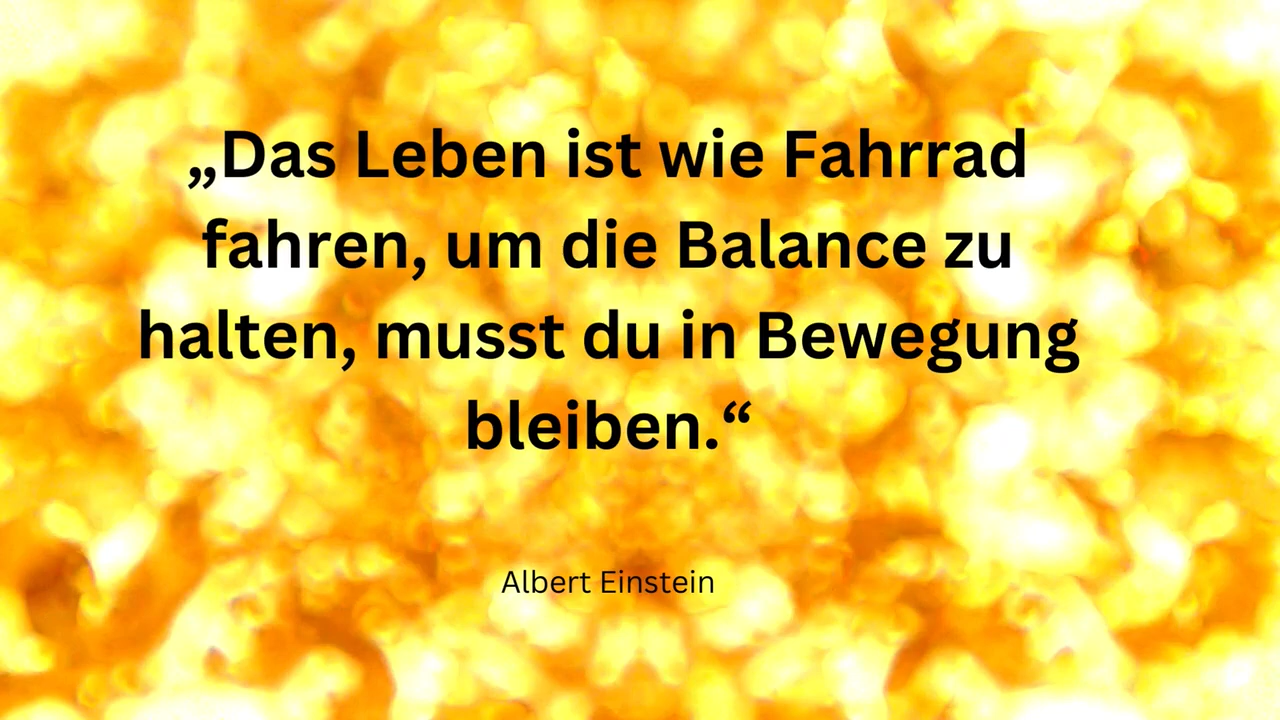 „Das Leben ist wie Fahrrad
fahren, um die Balance zu
halten, musst du in Bewegung
bleiben.“
Albert Einstein